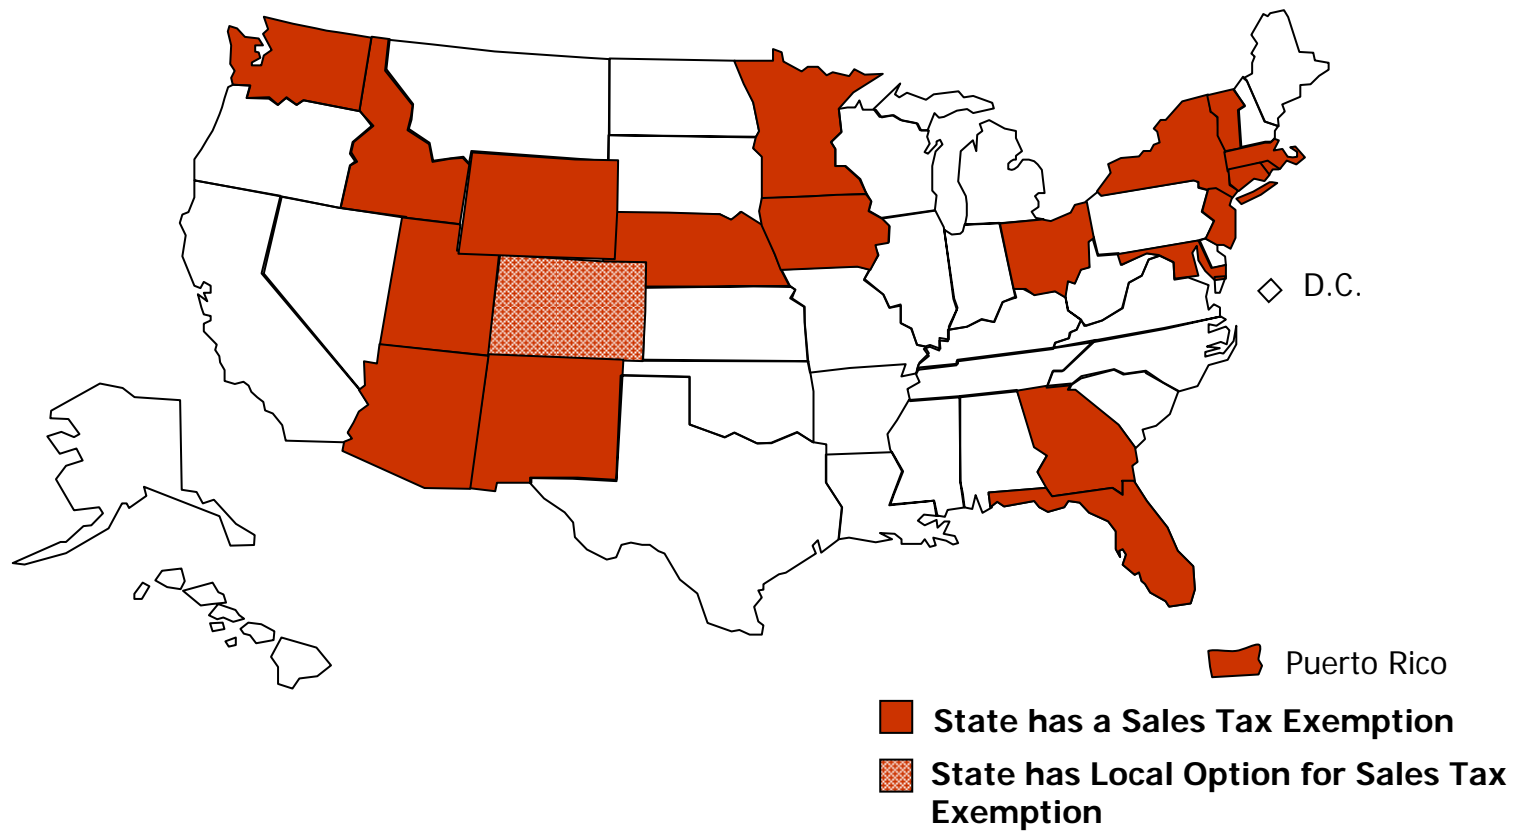 D.C.
Puerto Rico
State has a Sales Tax Exemption
State has Local Option for Sales Tax
Exemption